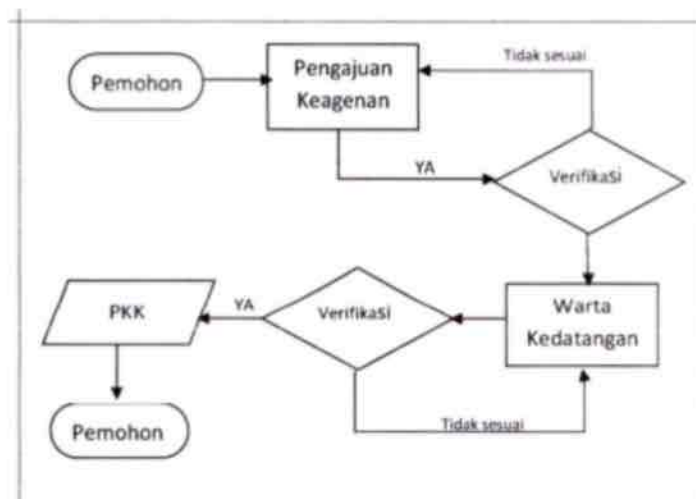 Pemohon
Pengajuan
Keagenan
Tidak sesuai
YA
Verifikasi
Warta
Kedatangan
Verifikasi
YA
PKK
Tidak sesuai
Pemohon